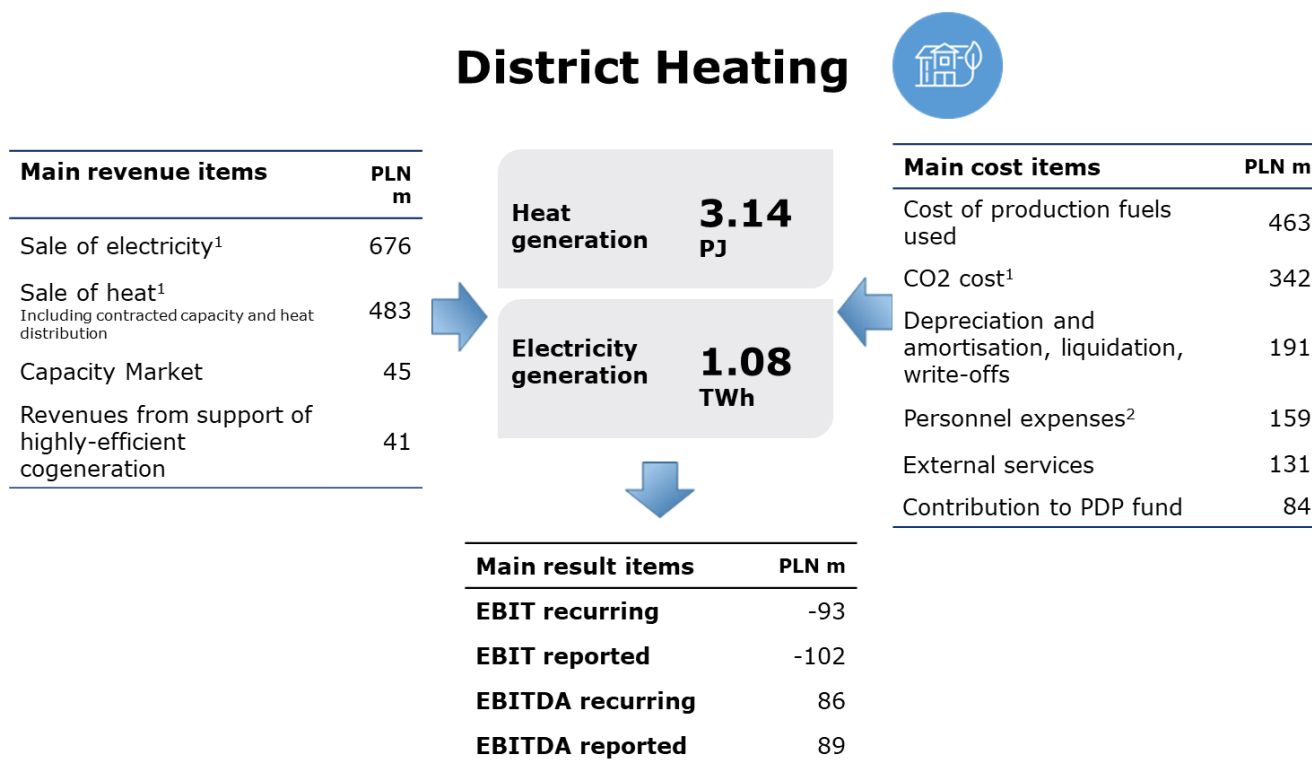 District Heating
Main revenue items PLN
m
Sale of electricity¹ 676
Sale of heat¹
Including contracted capacity and heat
distribution
483
Capacity Market 45
Revenues from support of
highly-efficient
cogeneration
41
Heat
generation
3.14
PJ
Electricity
generation
1.08
TWh
Main cost items PLN m
Cost of production fuels
used
463
CO2 cost¹ 342
Depreciation and
amortisation, liquidation,
write-offs
191
Personnel expenses² 159
External services 131
Contribution to PDP fund 84
Main result items PLN m
EBIT recurring -93
EBIT reported -102
EBITDA recurring 86
EBITDA reported 89